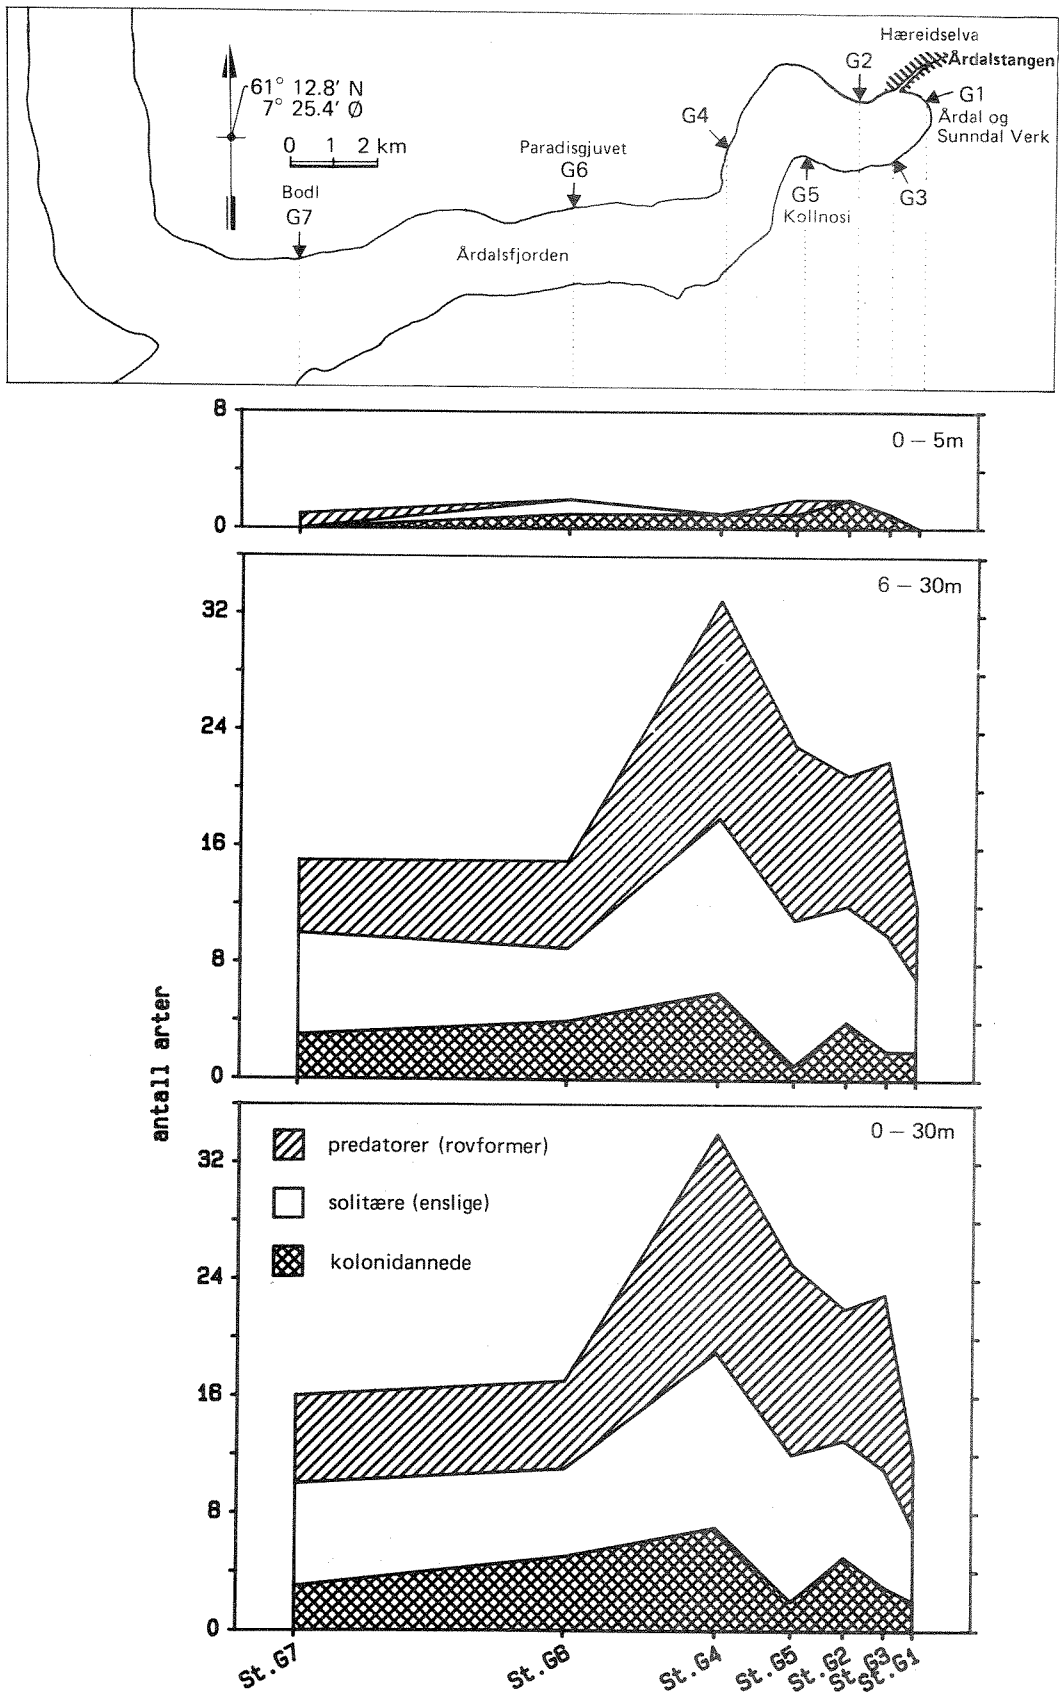 Hæreidselva
Årdalstangen
G2
G1
61° 12.8' N
7° 25.4' Ø
G4
Årdal og
Sunndal Verk
0 1 2 km
Paradisgjuvet
G6
Bodl
G7
G5
G3
Kollnosi
Årdalsfjorden
8
0 – 5m
0
6 – 30m
32
24
16
8
0
antall arter
0 – 30m
predatorer (rovformer)
32
solitære (enslige)
kolonidannede
24
16
8
0
St.G7
St.G6
St.G4
St.G5
St.G2
St.G3
St.G1